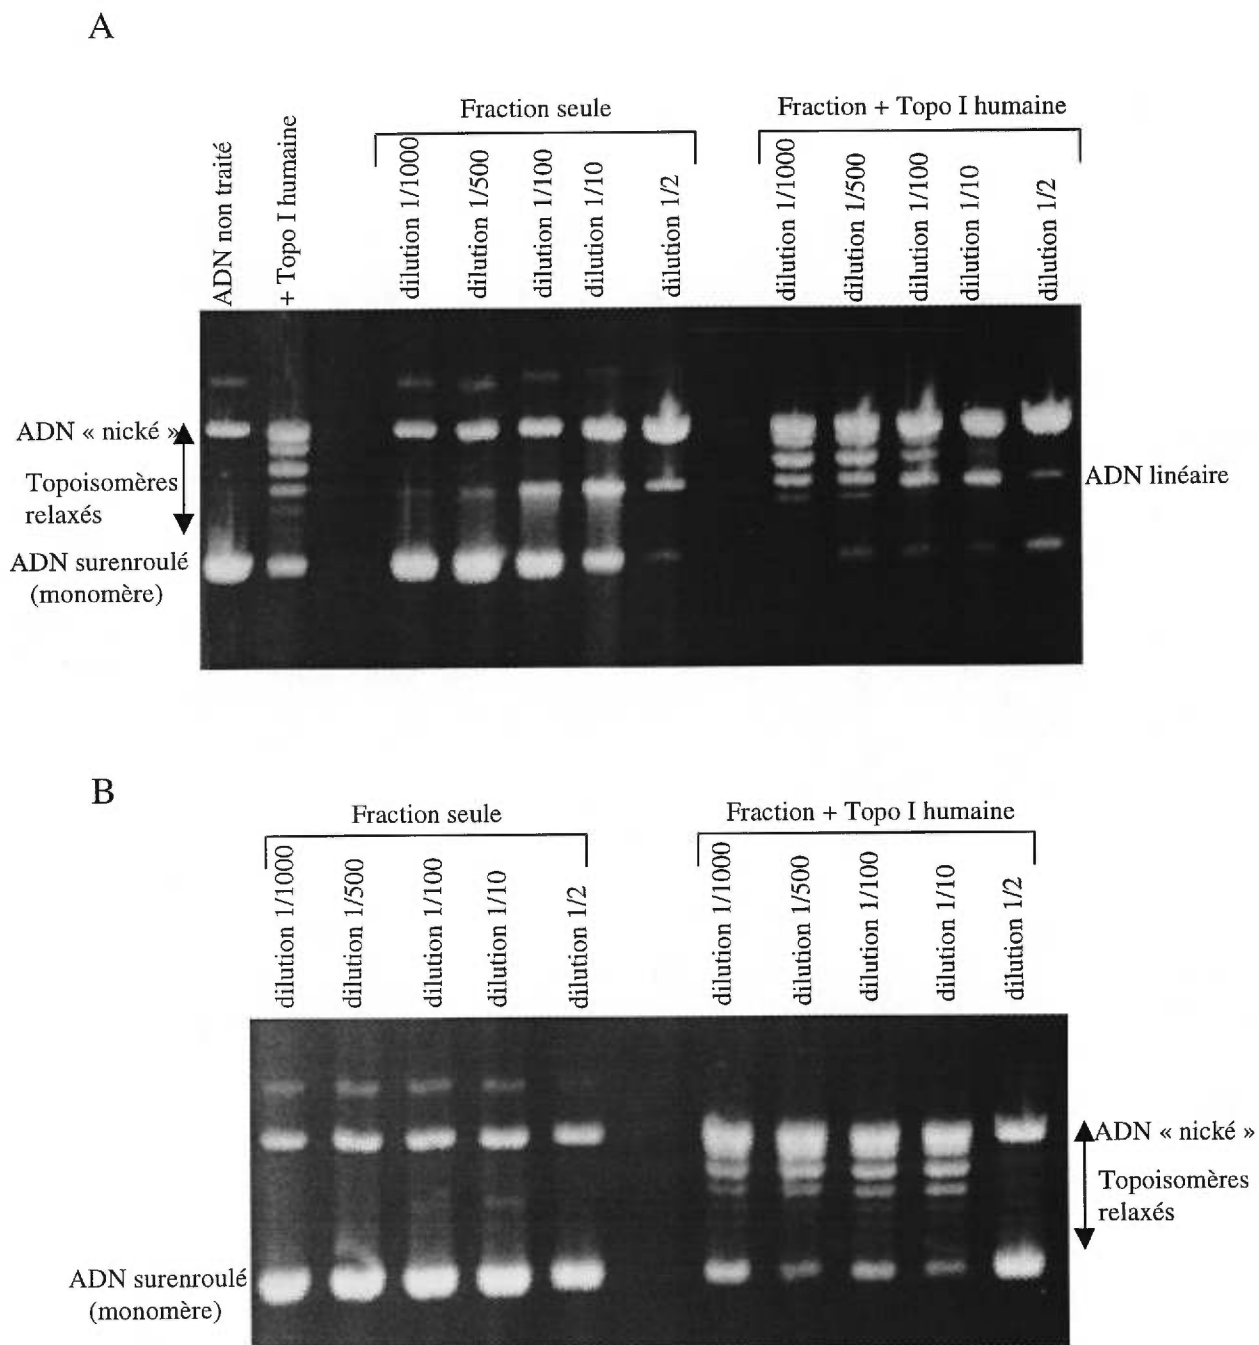 A
Fraction seule
Fraction + Topo I humaine
ADN non traité
+ Topo I humaine
dilution 1/1000
dilution 1/500
dilution 1/100
dilution 1/10
dilution 1/2
dilution 1/1000
dilution 1/500
dilution 1/100
dilution 1/10
dilution 1/2
ADN « nické »
Topoisomères
relaxés
ADN surenroulé
(monomère)
ADN linéaire
B
Fraction seule
Fraction + Topo I humaine
dilution 1/1000
dilution 1/500
dilution 1/100
dilution 1/10
dilution 1/2
dilution 1/1000
dilution 1/500
dilution 1/100
dilution 1/10
dilution 1/2
ADN « nické »
Topoisomères
relaxés
ADN surenroulé
(monomère)